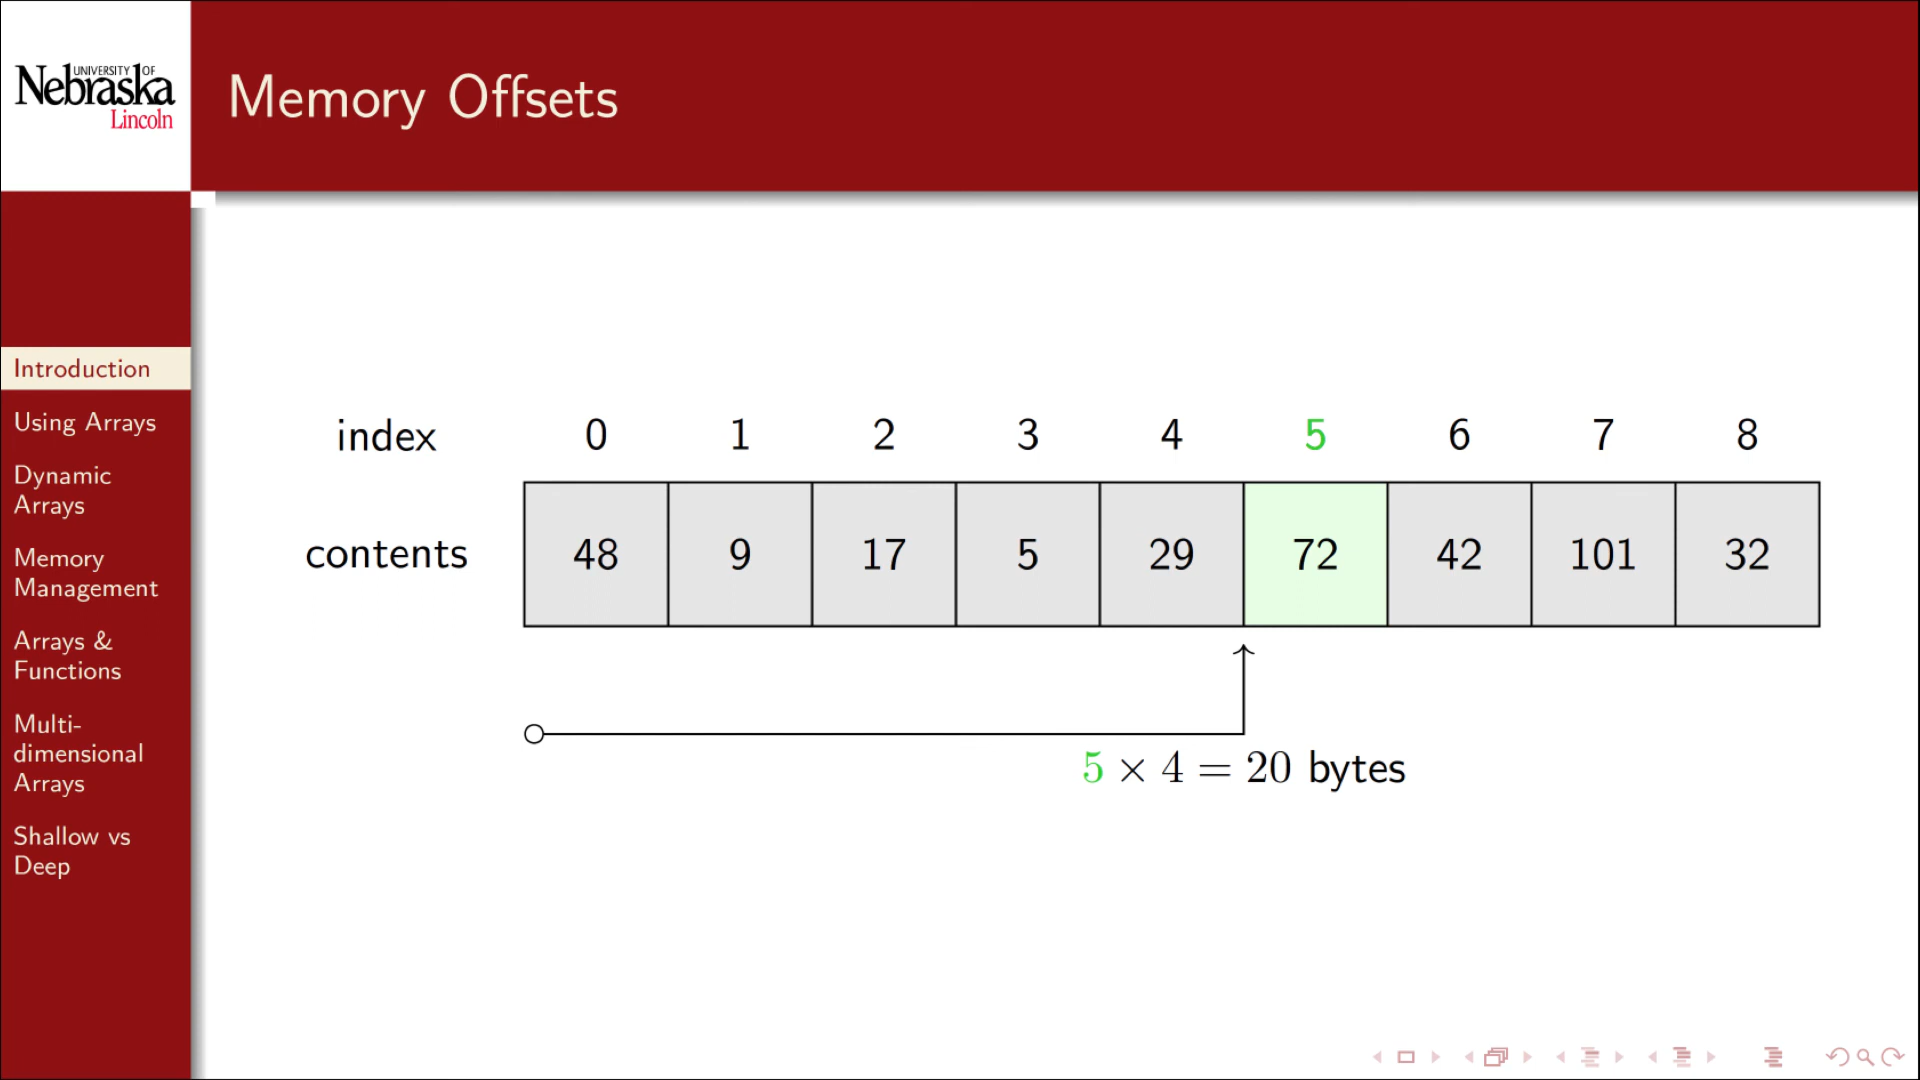 UNIVERSITY OF
Nebraska
Lincoln
Memory Offsets
Introduction
Using Arrays
Dynamic
Arrays
Memory
Management
Arrays &
Functions
Multi-
dimensional
Arrays
Shallow vs
Deep
index 0 1 2 3 4 5 6 7 8
contents 48 9 17 5 29 72 42 101 32
5 × 4 = 20 bytes